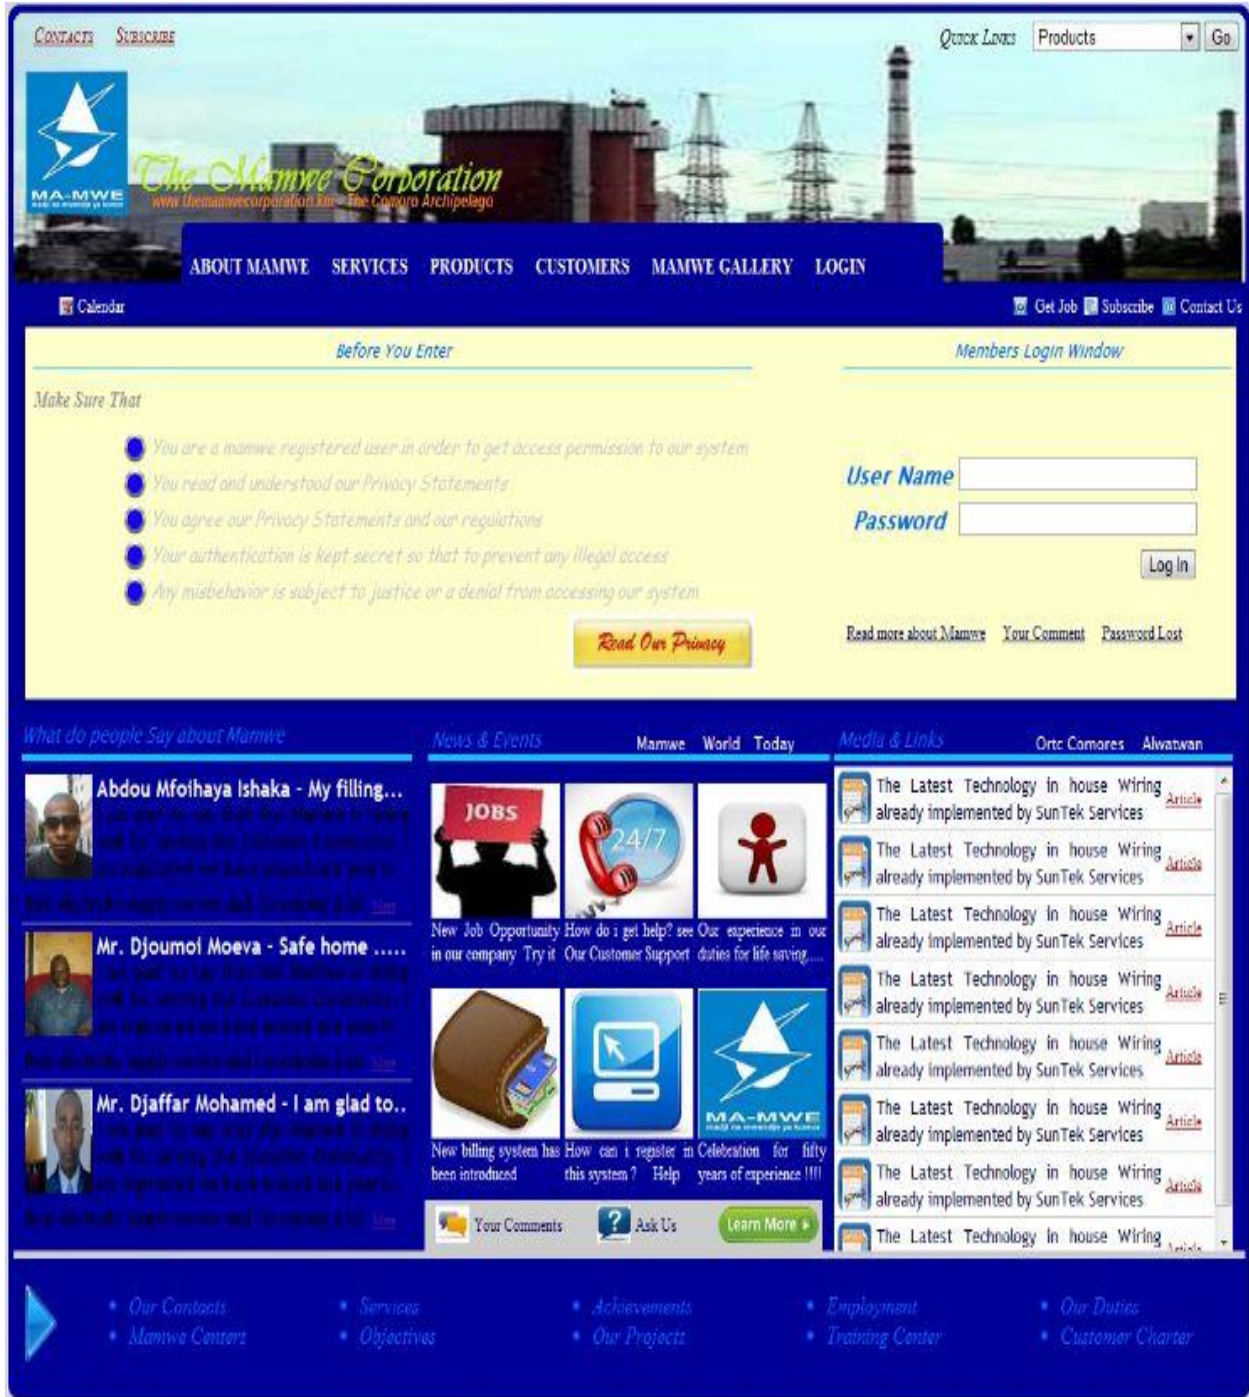 Contacts Subscribe
Quick Links Products Go
MA-MWE
The Mamwe Corporation
www.themamwecorporation.km - The Comoro Archipelago
ABOUT MAMWE SERVICES PRODUCTS CUSTOMERS MAMWE GALLERY LOGIN
Calendar
Get Job Subscribe Contact Us
Before You Enter
Make Sure That
You are a mamwe registered user in order to get access permission to our system
You read and understood our Privacy Statements
You agree our Privacy Statements and our regulations
Your authentication is kept secret so that to prevent any illegal access
Any misbehavior is subject to justice or a denial from accessing our system
Read Our Privacy
Members Login Window
User Name
Password
Log In
Read more about Mamwe Your Comment Password Lost
What do people Say about Mamwe
Abdou Mfoihaya Ishaka - My filling...
More
Mr. Djoumoi Moeva - Safe home .....
More
Mr. Djaffar Mohamed - I am glad to..
More
News & Events Mamwe World Today
JOBS
24/7
New Job Opportunity
in our company Try it
How do i get help? see
Our Customer Support
Our experience in our
duties for life saving.....
MA-MWE
New billing system has
been introduced
How can i register in
this system ? Help
Celebration for fifty
years of experience !!!!
Your Comments Ask Us Learn More
Media & Links Ortc Comores Alwatwan
The Latest Technology in house Wiring
already implemented by SunTek Services Article
The Latest Technology in house Wiring
already implemented by SunTek Services Article
The Latest Technology in house Wiring
already implemented by SunTek Services Article
The Latest Technology in house Wiring
already implemented by SunTek Services Article
The Latest Technology in house Wiring
already implemented by SunTek Services Article
The Latest Technology in house Wiring
already implemented by SunTek Services Article
The Latest Technology in house Wiring
already implemented by SunTek Services Article
The Latest Technology in house Wiring
Article
Our Contacts Services Achievements Employment Our Duties
Mamwe Centers Objectives Our Projects Training Center Customer Charter